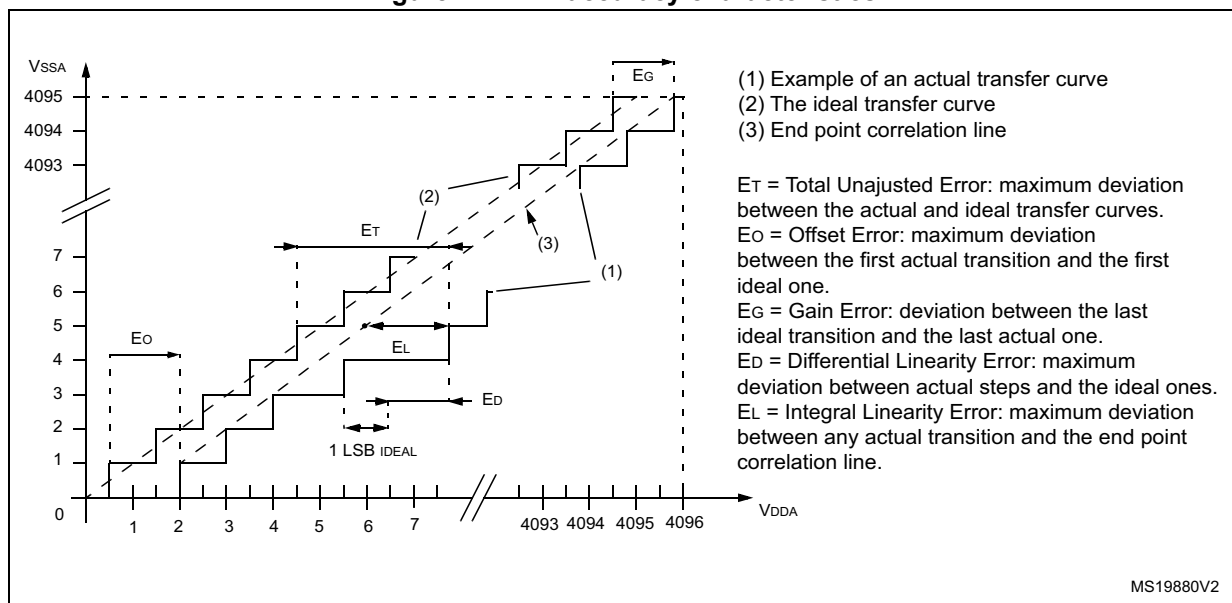 VSSA
4095
4094
4093
7
6
5
4
3
2
1
0
EO
ET
EL
ED
1 LSB IDEAL
EG
(2)
(3)
(1)
1 2 3 4 5 6 7 4093 4094 4095 4096
VDDA
(1) Example of an actual transfer curve
(2) The ideal transfer curve
(3) End point correlation line
ET = Total Unajusted Error: maximum deviation
between the actual and ideal transfer curves.
EO = Offset Error: maximum deviation
between the first actual transition and the first
ideal one.
EG = Gain Error: deviation between the last
ideal transition and the last actual one.
ED = Differential Linearity Error: maximum
deviation between actual steps and the ideal ones.
EL = Integral Linearity Error: maximum deviation
between any actual transition and the end point
correlation line.
MS19880V2